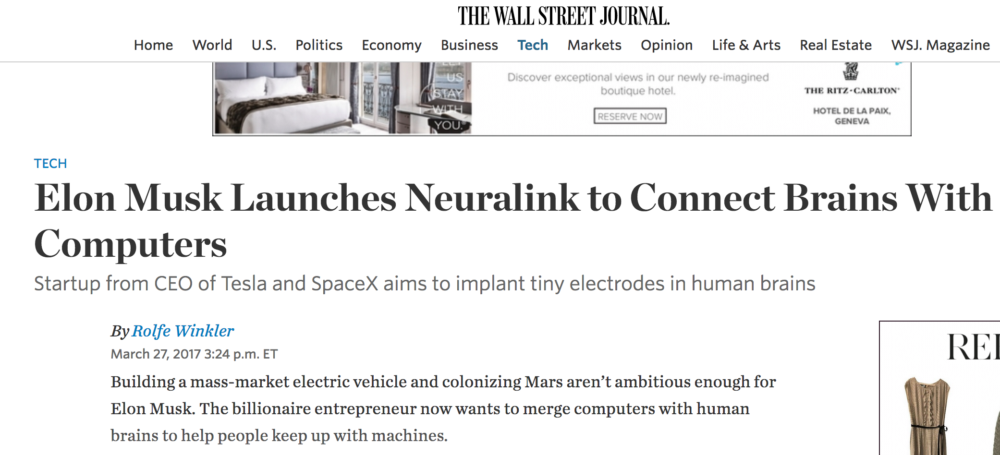 THE WALL STREET JOURNAL.
Home World U.S. Politics Economy Business Tech Markets Opinion Life & Arts Real Estate WSJ. Magazine
US
STAY
WITH
YOU.
Discover exceptional views in our newly re-imagined
boutique hotel.
RESERVE NOW
THE RITZ-CARLTON
HOTEL DE LA PAIX,
GENEVA
TECH
Elon Musk Launches Neuralink to Connect Brains With
Computers
Startup from CEO of Tesla and SpaceX aims to implant tiny electrodes in human brains
By Rolfe Winkler
March 27, 2017 3:24 p.m. ET
Building a mass-market electric vehicle and colonizing Mars aren’t ambitious enough for
Elon Musk. The billionaire entrepreneur now wants to merge computers with human
brains to help people keep up with machines.